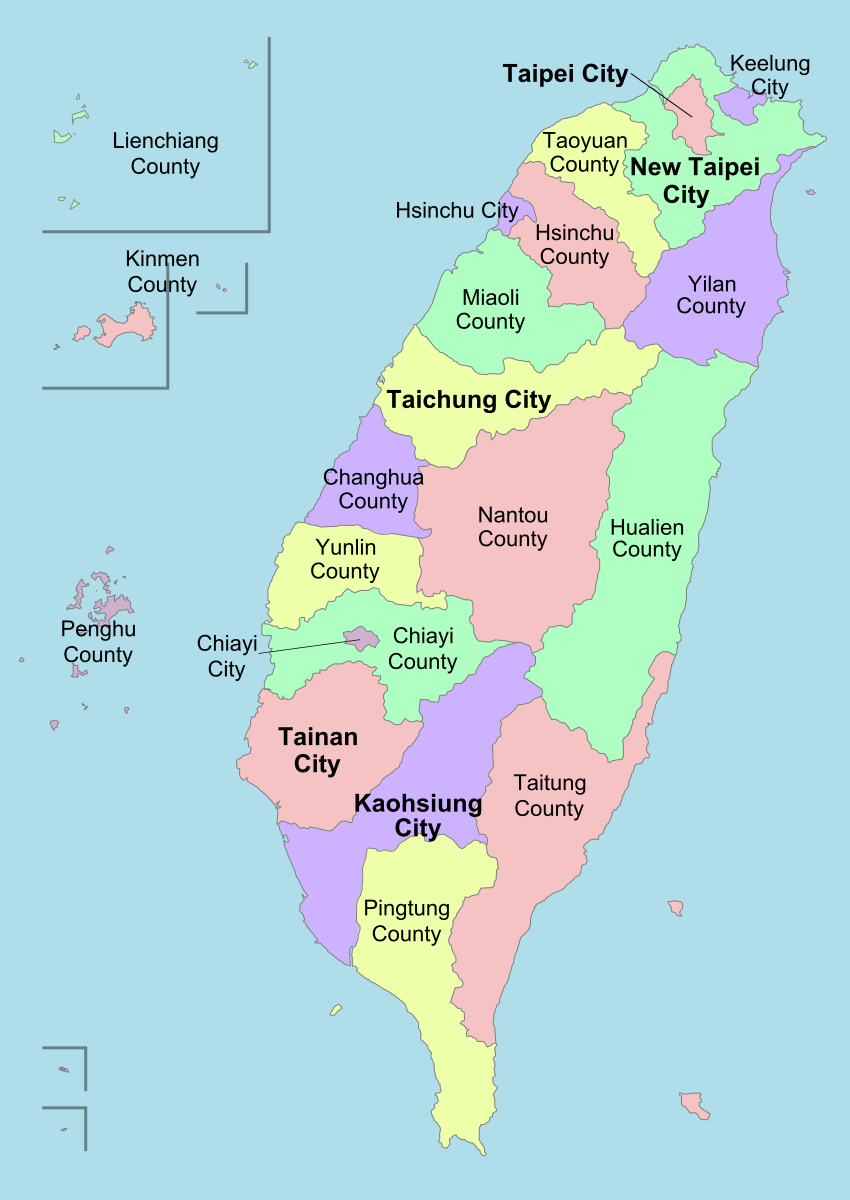 Taipei City
Keelung
City
Lienchiang
County
Taoyuan
County
New Taipei
City
Hsinchu City
Hsinchu
County
Kinmen
County
Miaoli
County
Yilan
County
Taichung City
Changhua
County
Nantou
County
Hualien
County
Yunlin
County
Penghu
County
Chiayi
City
Chiayi
County
Tainan
City
Kaohsiung
City
Taitung
County
Pingtung
County